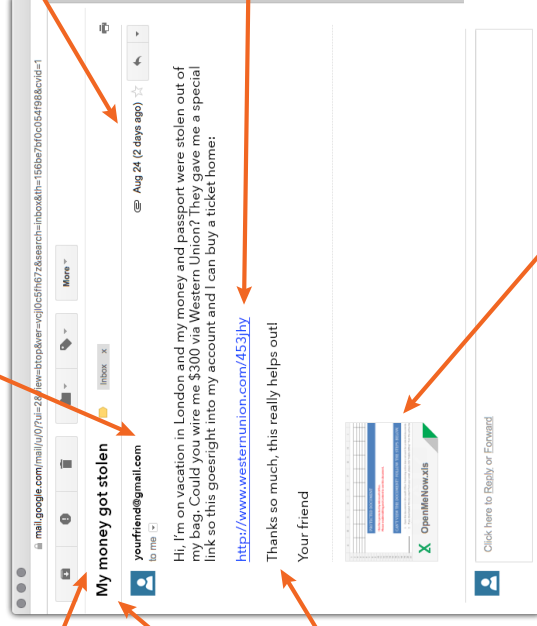 mail.google.com/mail/u/0/?ui=2&view=btop&ver=vcjl0c5fh67z&search=inbox&th=156be7bf0c054f98&cvid=1
More
My money got stolen
Inbox x
yourfriend@gmail.com
Aug 24 (2 days ago)
to me
Hi, I'm on vacation in London and my money and passport were stolen out of
my bag. Could you wire me $300 via Western Union? They gave me a special
link so this goesright into my account and I can buy a ticket home:
http://www.westernunion.com/453jhy
Thanks so much, this really helps out!
Your friend
X OpenMeNow.xls
Click here to Reply or Forward